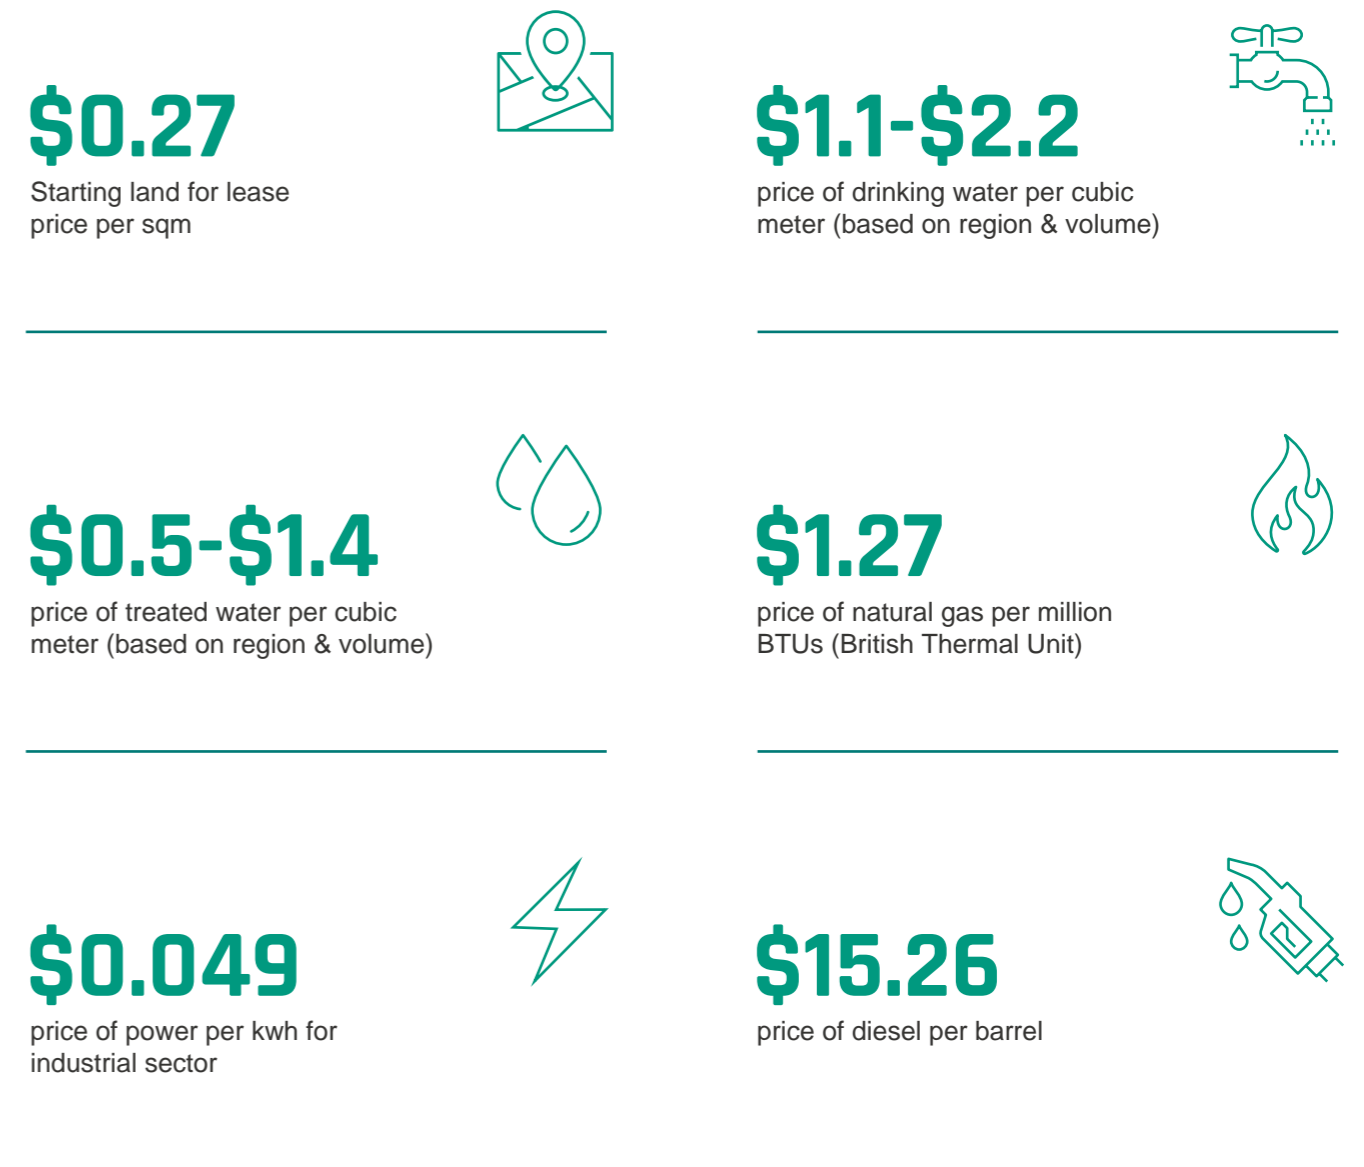 $0.27
Starting land for lease
price per sqm
$1.1-$2.2
price of drinking water per cubic
meter (based on region & volume)
$0.5-$1.4
price of treated water per cubic
meter (based on region & volume)
$1.27
price of natural gas per million
BTUs (British Thermal Unit)
$0.049
price of power per kwh for
industrial sector
$15.26
price of diesel per barrel